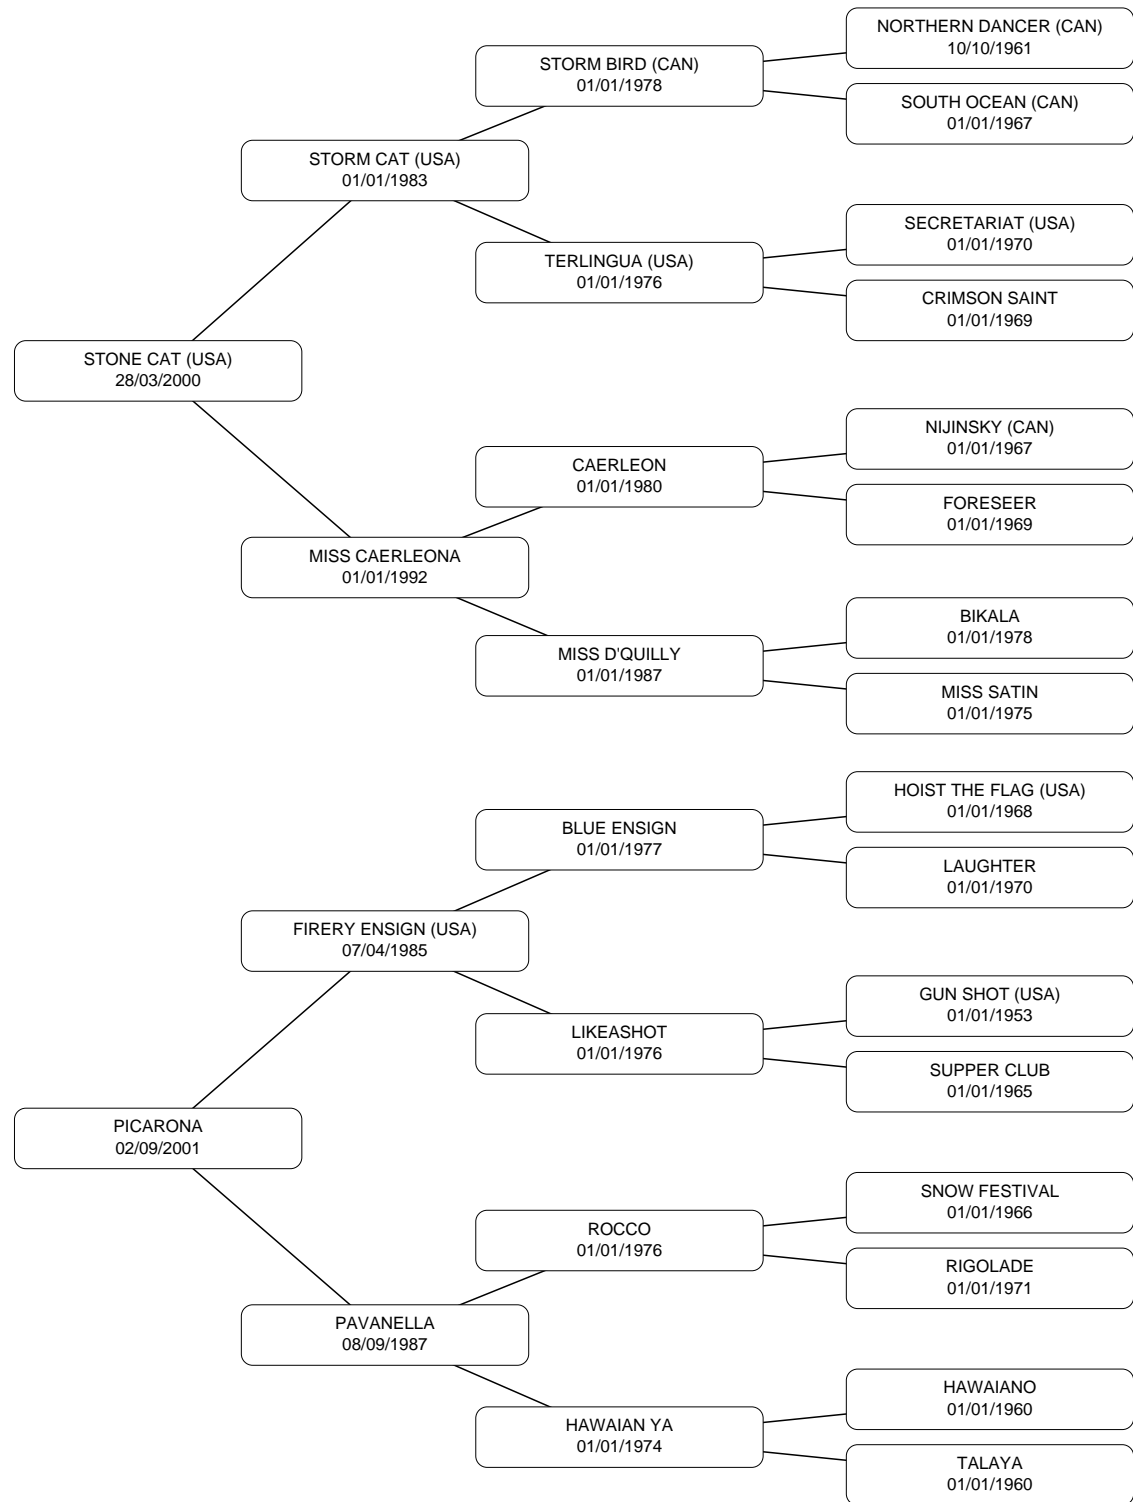 NORTHERN DANCER (CAN)
10/10/1961
STORM BIRD (CAN)
01/01/1978
SOUTH OCEAN (CAN)
01/01/1967
STORM CAT (USA)
01/01/1983
SECRETARIAT (USA)
01/01/1970
TERLINGUA (USA)
01/01/1976
CRIMSON SAINT
01/01/1969
STONE CAT (USA)
28/03/2000
NIJINSKY (CAN)
01/01/1967
CAERLEON
01/01/1980
FORESEER
01/01/1969
MISS CAERLEONA
01/01/1992
BIKALA
01/01/1978
MISS D'QUILLY
01/01/1987
MISS SATIN
01/01/1975
HOIST THE FLAG (USA)
01/01/1968
BLUE ENSIGN
01/01/1977
LAUGHTER
01/01/1970
FIRERY ENSIGN (USA)
07/04/1985
GUN SHOT (USA)
01/01/1953
LIKEASHOT
01/01/1976
SUPPER CLUB
01/01/1965
PICARONA
02/09/2001
SNOW FESTIVAL
01/01/1966
ROCCO
01/01/1976
RIGOLADE
01/01/1971
PAVANELLA
08/09/1987
HAWAIANO
01/01/1960
HAWAIAN YA
01/01/1974
TALAYA
01/01/1960